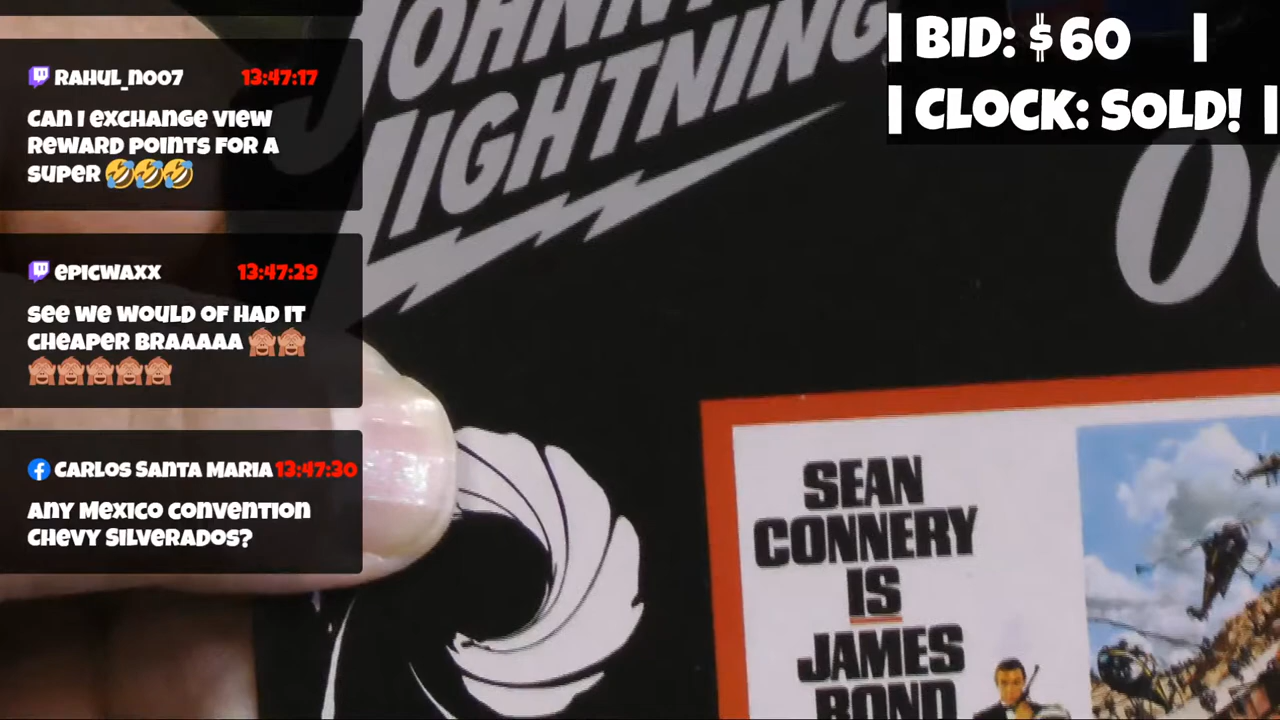 Rahul_n007 13:47:17
Can I exchange view
reward points for a
super 🤣🤣🤣
epicwaxx 13:47:29
see we would of had it
cheaper braaaaa 🙈🙈
🙈🙈🙈🙈🙈
Carlos Santa Maria 13:47:30
Any Mexico convention
Chevy Silverados?
JOHNNY
LIGHTNING
| BID: $60 |
| CLOCK: SOLD! |
SEAN
CONNERY
IS
JAMES
BOND